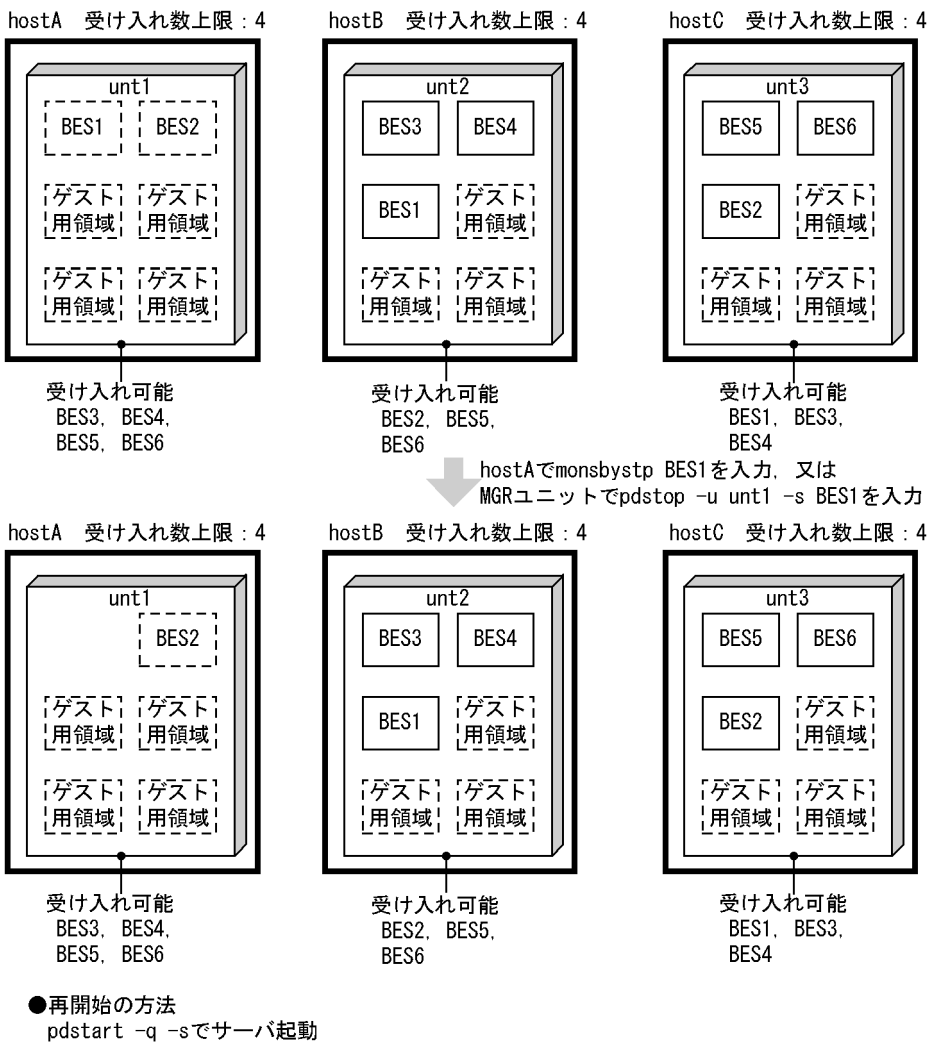 hostA 受け入れ数上限：4
unt1
BES1 BES2
ゲスト ゲスト
用領域 用領域
ゲスト ゲスト
用領域 用領域
受け入れ可能
BES3，BES4，
BES5，BES6
hostB 受け入れ数上限：4
unt2
BES3 BES4
BES1
ゲスト
用領域
ゲスト ゲスト
用領域 用領域
受け入れ可能
BES2，BES5，
BES6
hostC 受け入れ数上限：4
unt3
BES5 BES6
BES2
ゲスト
用領域
ゲスト ゲスト
用領域 用領域
受け入れ可能
BES1，BES3，
BES4
hostAでmonsbystp BES1を入力，又は
MGRユニットでpdstop -u unt1 -s BES1を入力
hostA 受け入れ数上限：4
unt1
BES2
ゲスト ゲスト
用領域 用領域
ゲスト ゲスト
用領域 用領域
受け入れ可能
BES3，BES4，
BES5，BES6
hostB 受け入れ数上限：4
unt2
BES3 BES4
BES1
ゲスト
用領域
ゲスト ゲスト
用領域 用領域
受け入れ可能
BES2，BES5，
BES6
hostC 受け入れ数上限：4
unt3
BES5 BES6
BES2
ゲスト
用領域
ゲスト ゲスト
用領域 用領域
受け入れ可能
BES1，BES3，
BES4
●再開始の方法
pdstart -q -sでサーバ起動